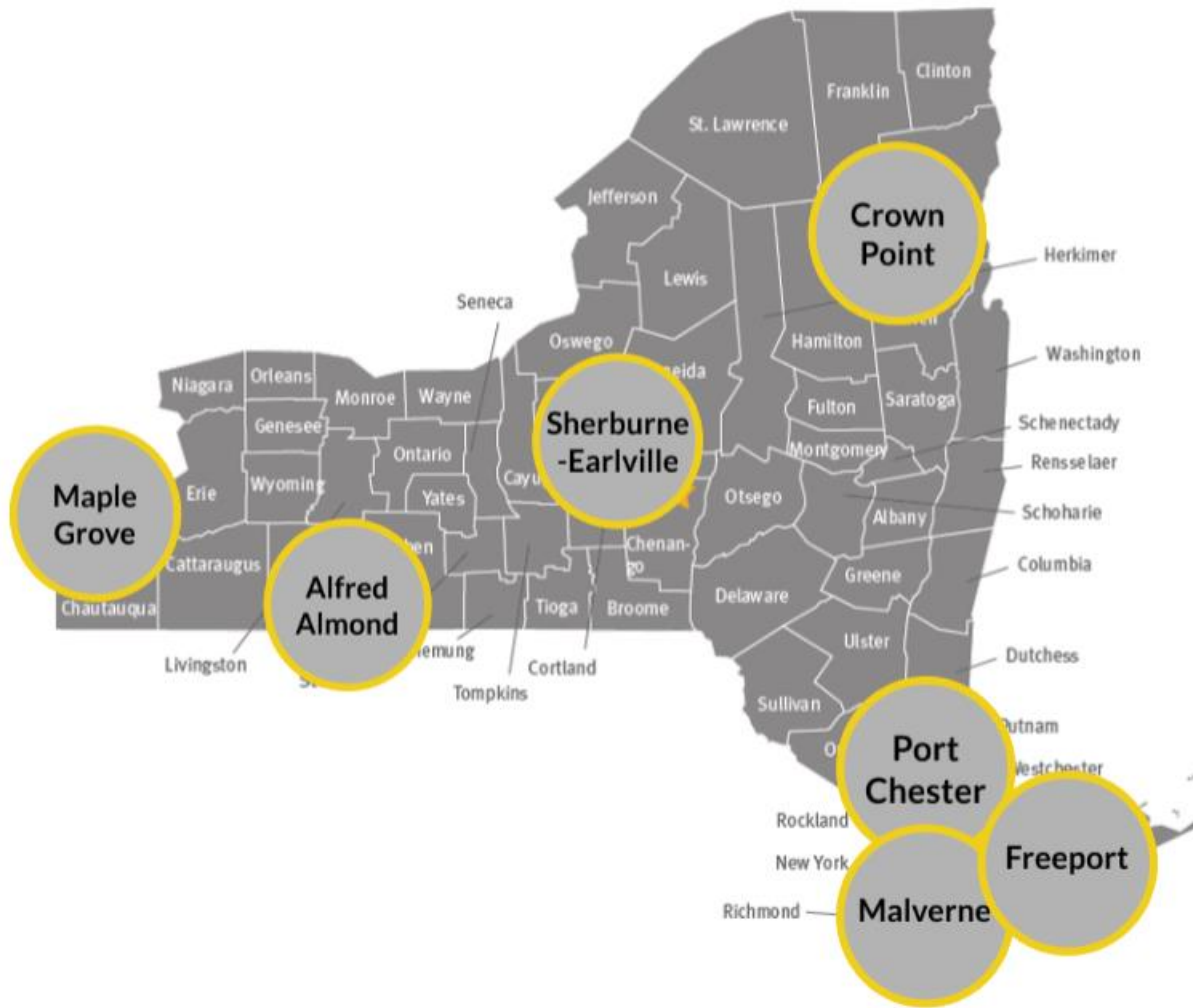 Clinton
Franklin
St. Lawrence
Jefferson
Crown
Point
Herkimer
Lewis
Seneca
Oswego
Hamilton
Washington
Niagara
Orleans
Monroe
Wayne
Fulton
Saratoga
Sherburne
-Earlville
Genesee
Schenectady
Ontario
Montgomery
Rensselaer
Maple
Grove
Erie
Wyoming
Yates
Otsego
Albany
Schoharie
Cattaraugus
Chenan-
go
Columbia
Greene
Alfred
Almond
Chautauqua
Tioga
Broome
Delaware
Ulster
Livingston
Cortland
Dutchess
Tompkins
Sullivan
Port
Chester
Rockland
New York
Freeport
Richmond
Malverne